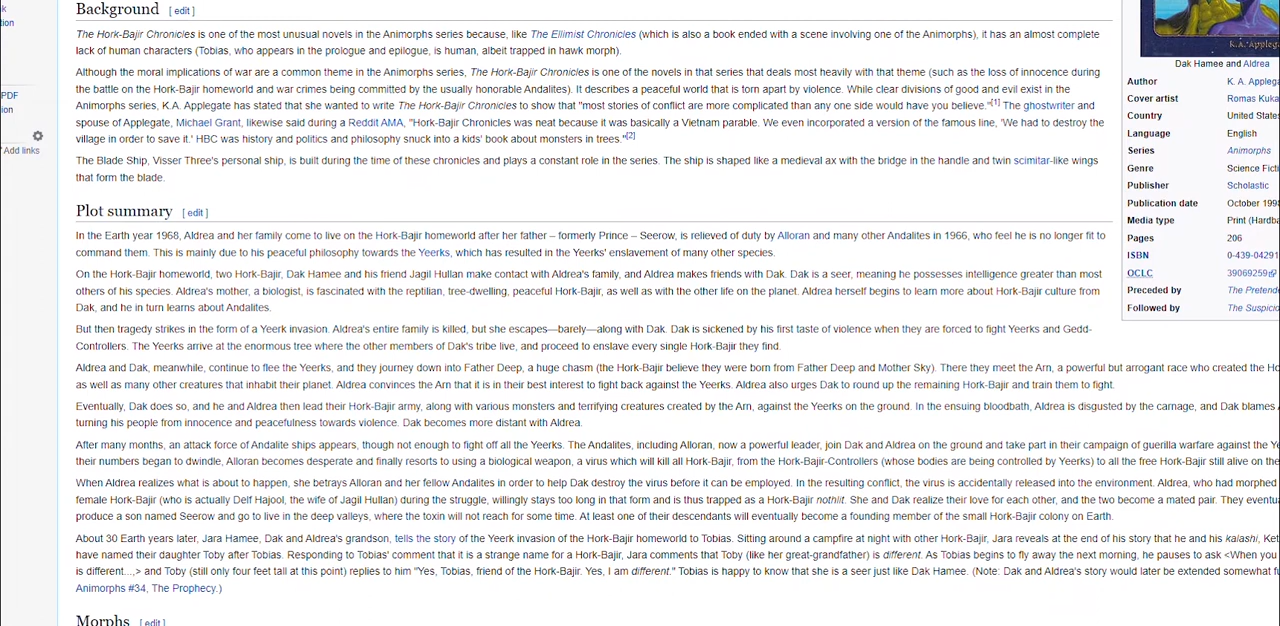 k
tion
PDF
ion
Add links
Background [ edit ]
The Hork-Bajir Chronicles is one of the most unusual novels in the Animorphs series because, like The Ellimist Chronicles (which is also a book ended with a scene involving one of the Animorphs), it has an almost complete
lack of human characters (Tobias, who appears in the prologue and epilogue, is human, albeit trapped in hawk morph).
Although the moral implications of war are a common theme in the Animorphs series, The Hork-Bajir Chronicles is one of the novels in that series that deals most heavily with that theme (such as the loss of innocence during
the battle on the Hork-Bajir homeworld and war crimes being committed by the usually honorable Andalites). It describes a peaceful world that is torn apart by violence. While clear divisions of good and evil exist in the
Animorphs series, K.A. Applegate has stated that she wanted to write The Hork-Bajir Chronicles to show that "most stories of conflict are more complicated than any one side would have you believe."[1] The ghostwriter and
spouse of Applegate, Michael Grant, likewise said during a Reddit AMA, "Hork-Bajir Chronicles was neat because it was basically a Vietnam parable. We even incorporated a version of the famous line, 'We had to destroy the
village in order to save it.' HBC was history and politics and philosophy snuck into a kids' book about monsters in trees."[2]
The Blade Ship, Visser Three's personal ship, is built during the time of these chronicles and plays a constant role in the series. The ship is shaped like a medieval ax with the bridge in the handle and twin scimitar-like wings
that form the blade.
Plot summary [ edit ]
In the Earth year 1968, Aldrea and her family come to live on the Hork-Bajir homeworld after her father – formerly Prince – Seerow, is relieved of duty by Alloran and many other Andalites in 1966, who feel he is no longer fit to
command them. This is mainly due to his peaceful philosophy towards the Yeerks, which has resulted in the Yeerks' enslavement of many other species.
On the Hork-Bajir homeworld, two Hork-Bajir, Dak Hamee and his friend Jagil Hullan make contact with Aldrea's family, and Aldrea makes friends with Dak. Dak is a seer, meaning he possesses intelligence greater than most
others of his species. Aldrea's mother, a biologist, is fascinated with the reptilian, tree-dwelling, peaceful Hork-Bajir, as well as with the other life on the planet. Aldrea herself begins to learn more about Hork-Bajir culture from
Dak, and he in turn learns about Andalites.
But then tragedy strikes in the form of a Yeerk invasion. Aldrea's entire family is killed, but she escapes—barely—along with Dak. Dak is sickened by his first taste of violence when they are forced to fight Yeerks and Gedd-
Controllers. The Yeerks arrive at the enormous tree where the other members of Dak's tribe live, and proceed to enslave every single Hork-Bajir they find.
Aldrea and Dak, meanwhile, continue to flee the Yeerks, and they journey down into Father Deep, a huge chasm (the Hork-Bajir believe they were born from Father Deep and Mother Sky). There they meet the Arn, a powerful but arrogant race who created the Ho
as well as many other creatures that inhabit their planet. Aldrea convinces the Arn that it is in their best interest to fight back against the Yeerks. Aldrea also urges Dak to round up the remaining Hork-Bajir and train them to fight.
Eventually, Dak does so, and he and Aldrea then lead their Hork-Bajir army, along with various monsters and terrifying creatures created by the Arn, against the Yeerks on the ground. In the ensuing bloodbath, Aldrea is disgusted by the carnage, and Dak blames
turning his people from innocence and peacefulness towards violence. Dak becomes more distant with Aldrea.
After many months, an attack force of Andalite ships appears, though not enough to fight off all the Yeerks. The Andalites, including Alloran, now a powerful leader, join Dak and Aldrea on the ground and take part in their campaign of guerilla warfare against the Ye
their numbers began to dwindle, Alloran becomes desperate and finally resorts to using a biological weapon, a virus which will kill all Hork-Bajir, from the Hork-Bajir-Controllers (whose bodies are being controlled by Yeerks) to all the free Hork-Bajir still alive on the
When Aldrea realizes what is about to happen, she betrays Alloran and her fellow Andalites in order to help Dak destroy the virus before it can be employed. In the resulting conflict, the virus is accidentally released into the environment. Aldrea, who had morphed
female Hork-Bajir (who is actually Delf Hajool, the wife of Jagil Hullan) during the struggle, willingly stays too long in that form and is thus trapped as a Hork-Bajir nothlit. She and Dak realize their love for each other, and the two become a mated pair. They eventu
produce a son named Seerow and go to live in the deep valleys, where the toxin will not reach for some time. At least one of their descendants will eventually become a founding member of the small Hork-Bajir colony on Earth.
About 30 Earth years later, Jara Hamee, Dak and Aldrea's grandson, tells the story of the Yeerk invasion of the Hork-Bajir homeworld to Tobias. Sitting around a campfire at night with other Hork-Bajir, Jara reveals at the end of his story that he and his kalashi, Ket
have named their daughter Toby after Tobias. Responding to Tobias' comment that it is a strange name for a Hork-Bajir, Jara comments that Toby (like her great-grandfather) is different. As Tobias begins to fly away the next morning, he pauses to ask <When you
is different...,> and Toby (still only four feet tall at this point) replies to him "Yes, Tobias, friend of the Hork-Bajir. Yes, I am different." Tobias is happy to know that she is a seer just like Dak Hamee. (Note: Dak and Aldrea's story would later be extended somewhat fu
Animorphs #34, The Prophecy.)
Morphs [ edit ]
K.A. Appleg
Dak Hamee and Aldrea
Author K. A. Applega
Cover artist Romas Kuka
Country United States
Language English
Series Animorphs
Genre Science Ficti
Publisher Scholastic
Publication date October 199
Media type Print (Hardba
Pages 206
ISBN 0-439-04291
OCLC 39069259
Preceded by The Pretend
Followed by The Suspicio